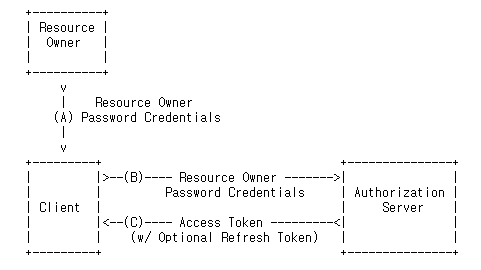 Resource
Owner
Resource Owner
(A) Password Credentials
(B) Resource Owner
Password Credentials
Client
Authorization
Server
(C) Access Token
(w/ Optional Refresh Token)